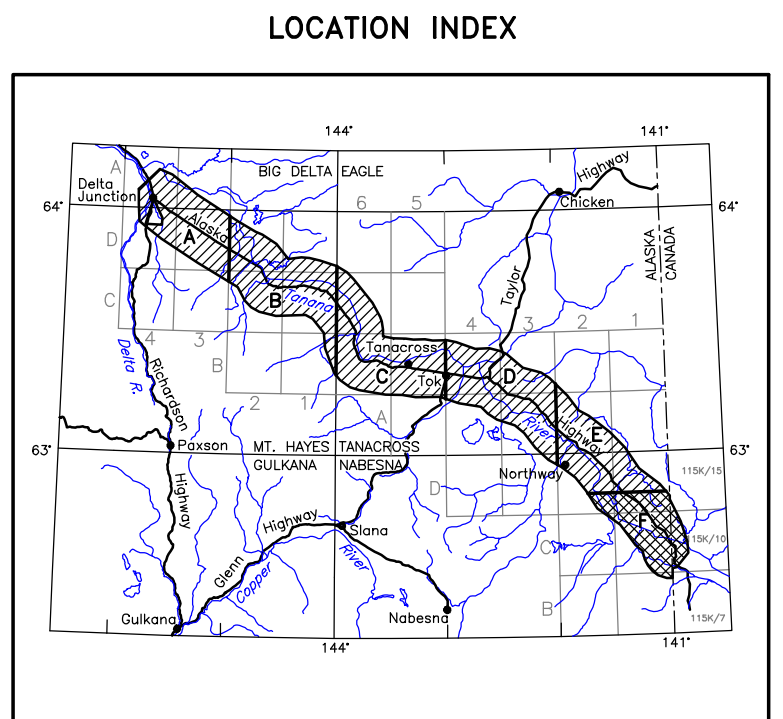 LOCATION INDEX
144°
141°
A
BIG DELTA
EAGLE
Highway
Delta
Junction
64°
6
5
Chicken
64°
Alaska
A
D
ALASKA
CANADA
Taylor
C
B
Tanana
4
3
2
1
4
3
Tanacross
Delta R.
B
Richardson
C
Tok
D
2
1
A
River
Highway
E
63°
Paxson
MT. HAYES
TANACROSS
63°
GULKANA
NABESNA
Northway
115K/15
Highway
D
F
Highway
Slana
115K/10
River
C
Glenn
Copper
B
Gulkana
Nabesna
115K/7
144°
141°